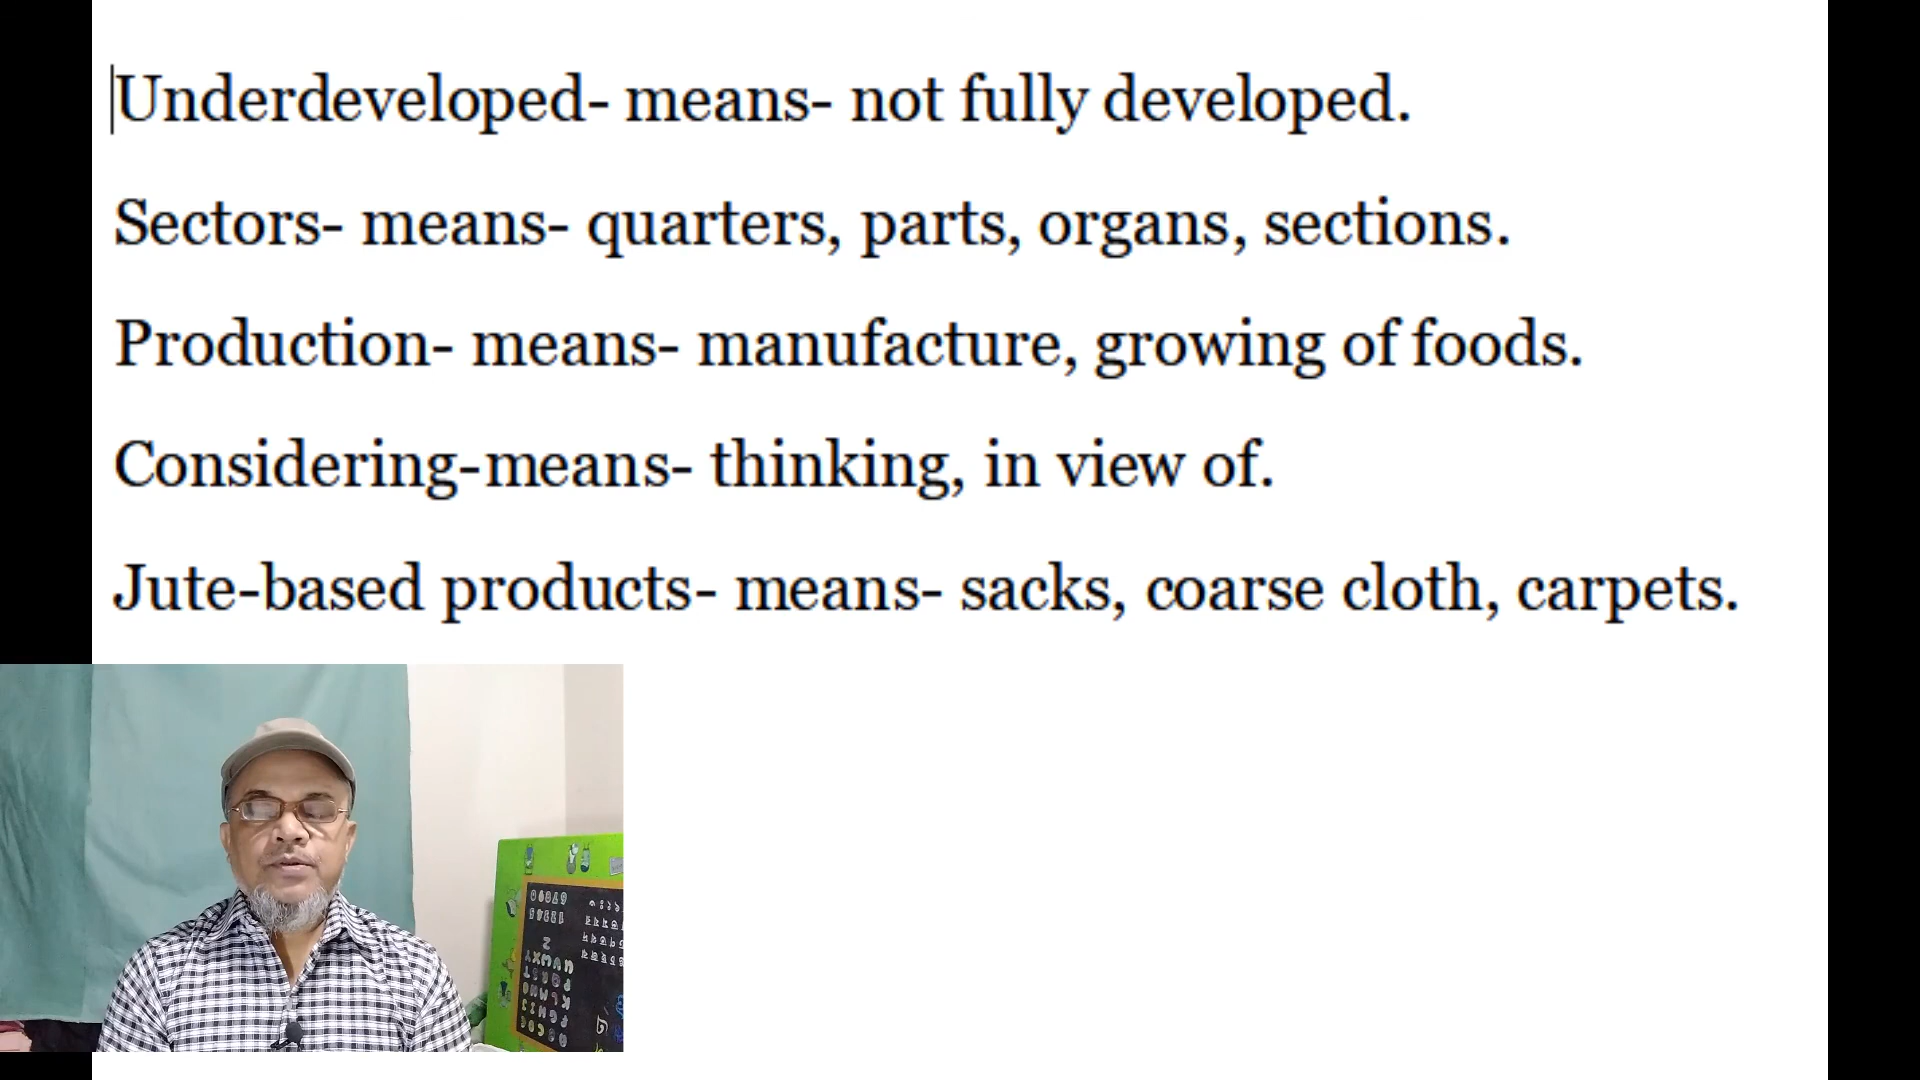 Underdeveloped- means- not fully developed.
Sectors- means- quarters, parts, organs, sections.
Production- means- manufacture, growing of foods.
Considering-means- thinking, in view of.
Jute-based products- means- sacks, coarse cloth, carpets.